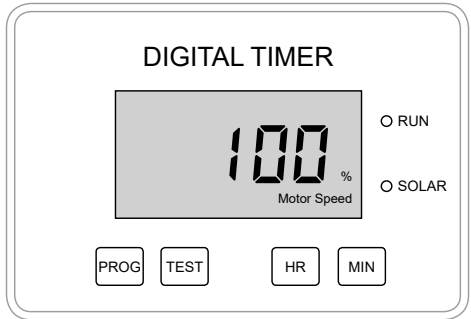 DIGITAL TIMER
RUN
100 %
Motor Speed
SOLAR
PROG TEST HR MIN